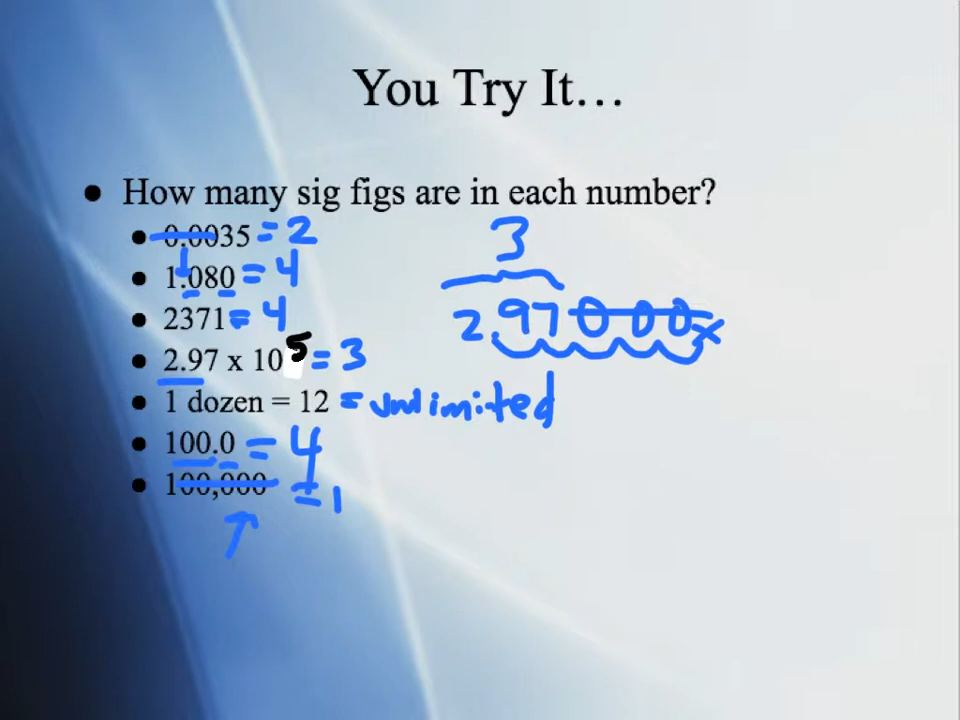 You Try It...
• How many sig figs are in each number?
• 0.0035 = 2
• 1.080 = 4
• 2371 = 4
• 2.97 x 10⁵ = 3
• 1 dozen = 12 = unlimited
• 100.0 = 4
• 100,000 = 1
3
2.97000x